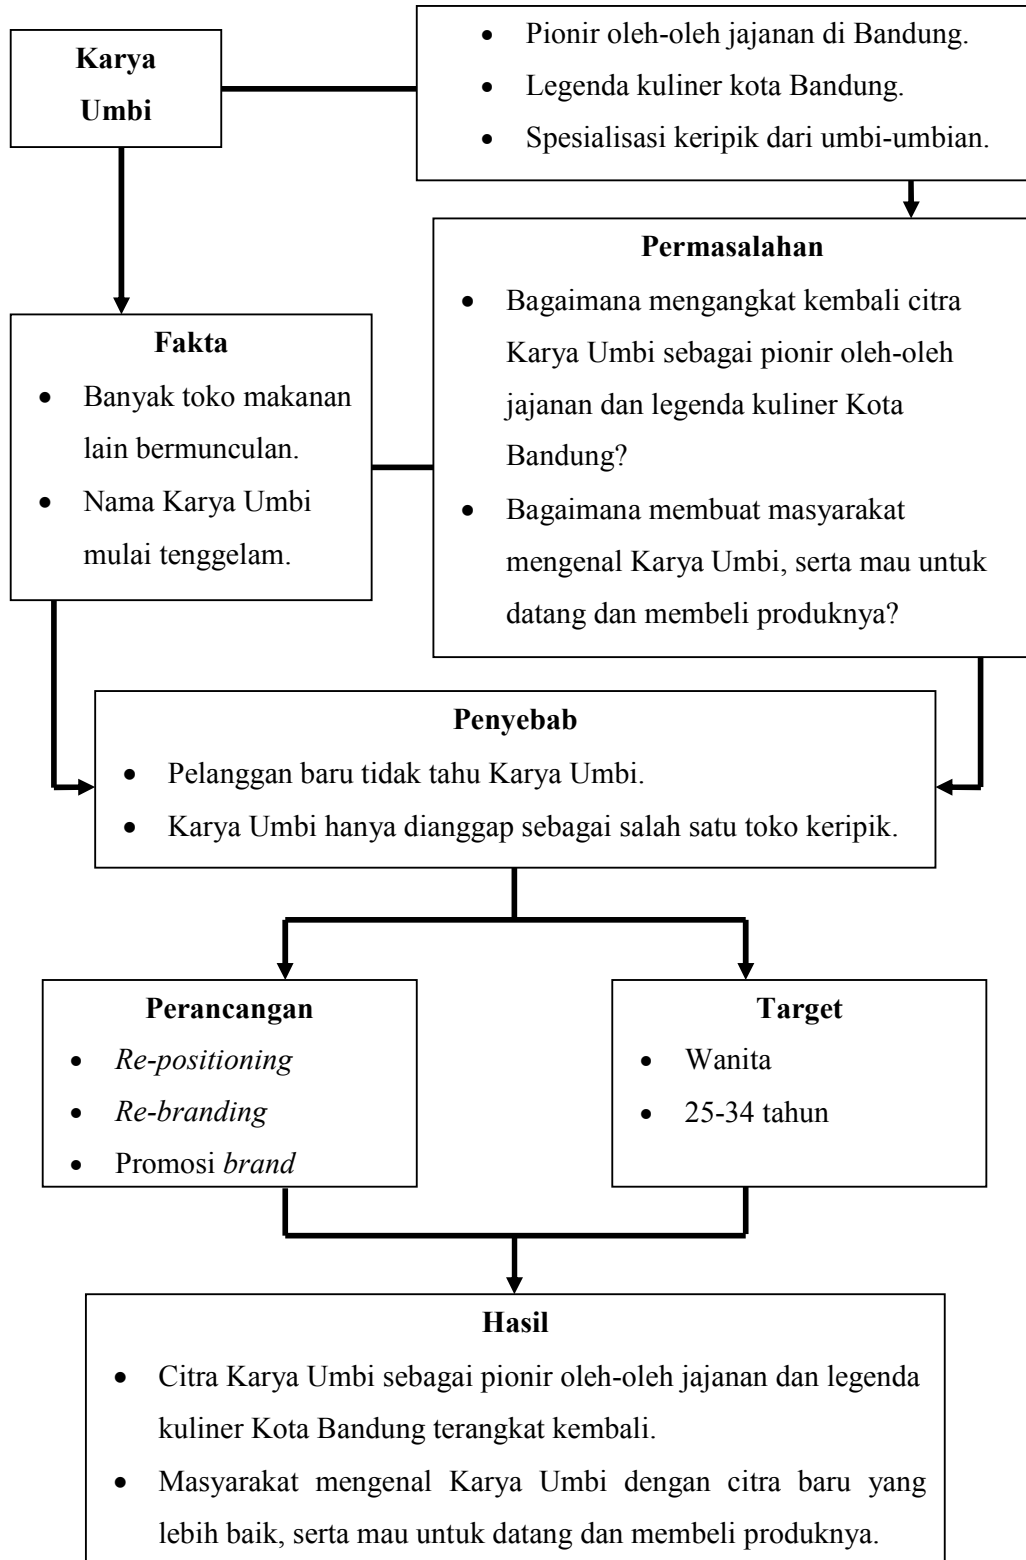 Karya
Umbi
• Pionir oleh-oleh jajanan di Bandung.
• Legenda kuliner kota Bandung.
• Spesialisasi keripik dari umbi-umbian.
Permasalahan
• Bagaimana mengangkat kembali citra
Karya Umbi sebagai pionir oleh-oleh
jajanan dan legenda kuliner Kota
Bandung?
• Bagaimana membuat masyarakat
mengenal Karya Umbi, serta mau untuk
datang dan membeli produknya?
Fakta
• Banyak toko makanan
lain bermunculan.
• Nama Karya Umbi
mulai tenggelam.
Penyebab
• Pelanggan baru tidak tahu Karya Umbi.
• Karya Umbi hanya dianggap sebagai salah satu toko keripik.
Perancangan
• Re-positioning
• Re-branding
• Promosi brand
Target
• Wanita
• 25-34 tahun
Hasil
• Citra Karya Umbi sebagai pionir oleh-oleh jajanan dan legenda
kuliner Kota Bandung terangkat kembali.
• Masyarakat mengenal Karya Umbi dengan citra baru yang
lebih baik, serta mau untuk datang dan membeli produknya.